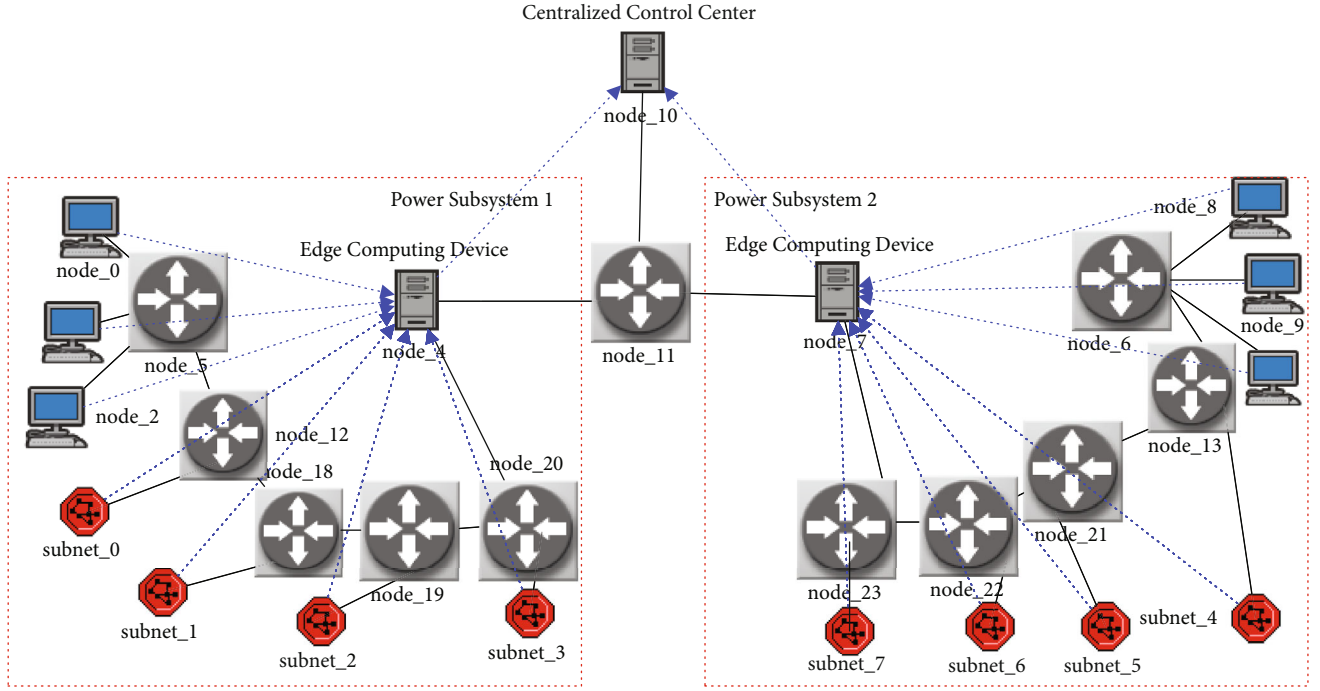 Centralized Control Center
node_10
Power Subsystem 1
Power Subsystem 2
node_8
Edge Computing Device
Edge Computing Device
node_0
node_9
node_5
node_4
node_11
node_7
node_6
node_2
node_12
node_13
node_18
node_20
node_21
subnet_0
node_19
node_23
node_22
subnet_4
subnet_1
subnet_2
subnet_3
subnet_7
subnet_6
subnet_5